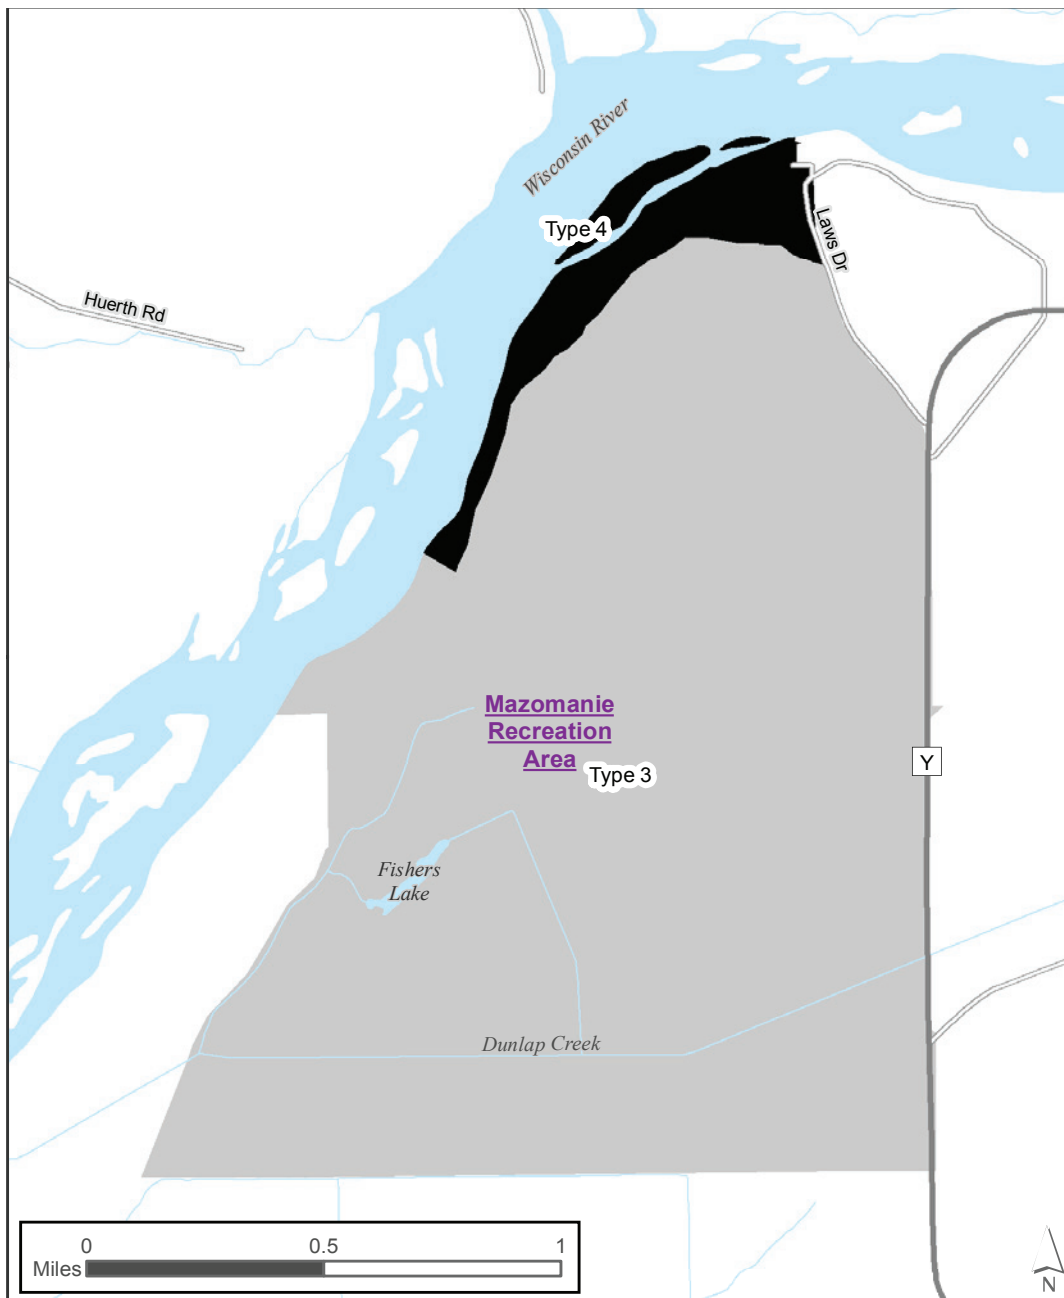 Wisconsin River
Type 4
Laws Dr
Huerth Rd
Mazomanie
Recreation
Area
Type 3
Y
Fishers
Lake
Dunlap Creek
0 0.5 1
Miles
N